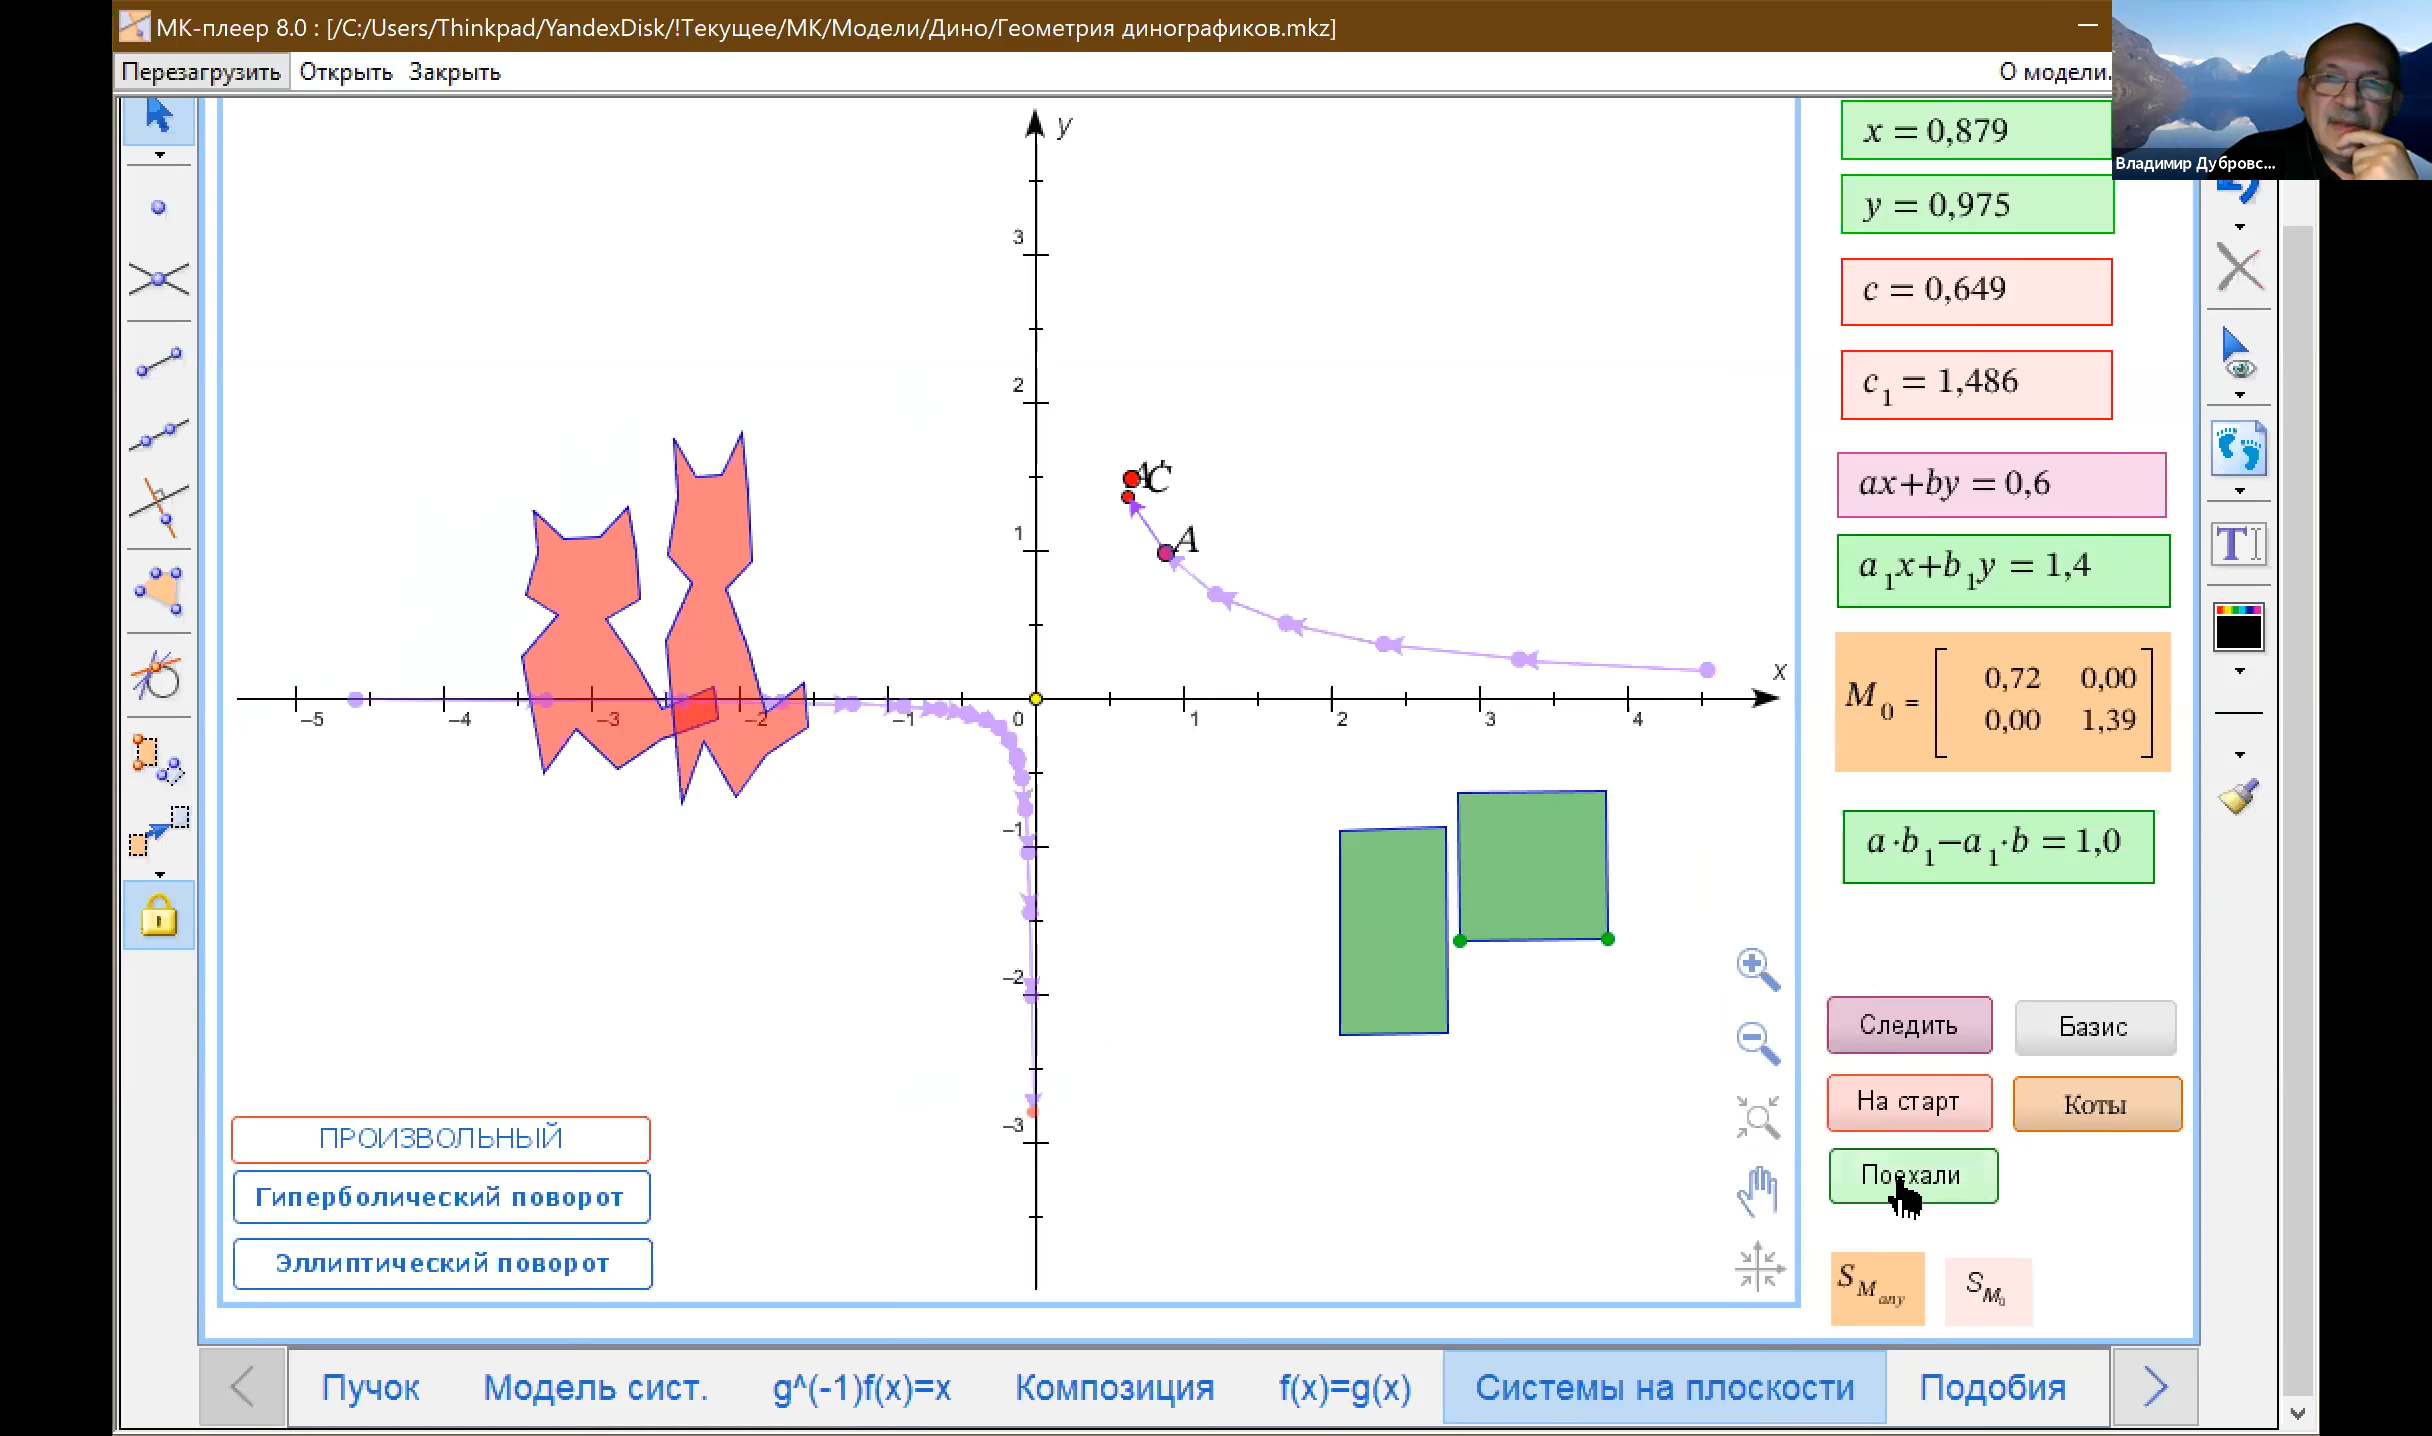 МК-плеер 8.0 : [/C:/Users/Thinkpad/YandexDisk/!Текущее/МК/Модели/Дино/Геометрия динографиков.mkz]
Перезагрузить Открыть Закрыть О модели.
Владимир Дубровс...
x = 0,879
y = 0,975
c = 0,649
c1 = 1,486
ax+by = 0,6
a1x+b1y = 1,4
M0 = [ 0,72 0,00
0,00 1,39 ]
a·b1−a1·b = 1,0
y
3
2
1
A' C
A
x
−5 −4 −3 −2 −1 0 1 2 3 4
−1
−2
−3
ПРОИЗВОЛЬНЫЙ
Гиперболический поворот
Эллиптический поворот
Следить Базис
На старт Коты
Поехали
SMany SM0
Пучок Модель сист. g^(-1)f(x)=x Композиция f(x)=g(x) Системы на плоскости Подобия